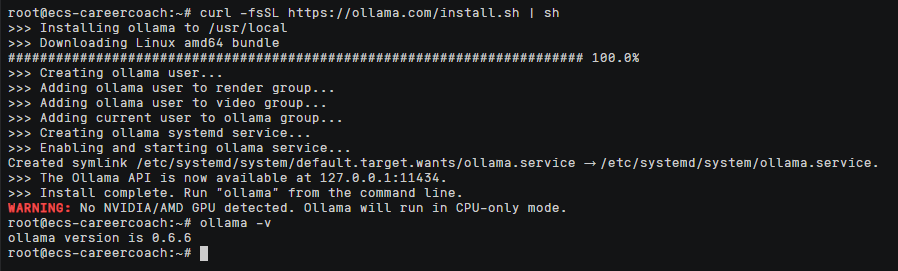 root@ecs-careercoach:~# curl -fsSL https://ollama.com/install.sh | sh
>>> Installing ollama to /usr/local
>>> Downloading Linux amd64 bundle
######################################################################## 100.0%
>>> Creating ollama user...
>>> Adding ollama user to render group...
>>> Adding ollama user to video group...
>>> Adding current user to ollama group...
>>> Creating ollama systemd service...
>>> Enabling and starting ollama service...
Created symlink /etc/systemd/system/default.target.wants/ollama.service → /etc/systemd/system/ollama.service.
>>> The Ollama API is now available at 127.0.0.1:11434.
>>> Install complete. Run "ollama" from the command line.
WARNING: No NVIDIA/AMD GPU detected. Ollama will run in CPU-only mode.
root@ecs-careercoach:~# ollama -v
ollama version is 0.6.6
root@ecs-careercoach:~#